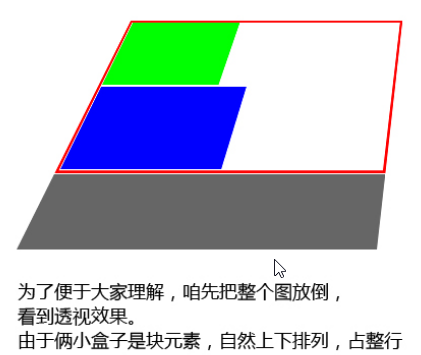 为了便于大家理解，咱先把整个图放倒，
看到透视效果。
由于俩小盒子是块元素，自然上下排列，占整行